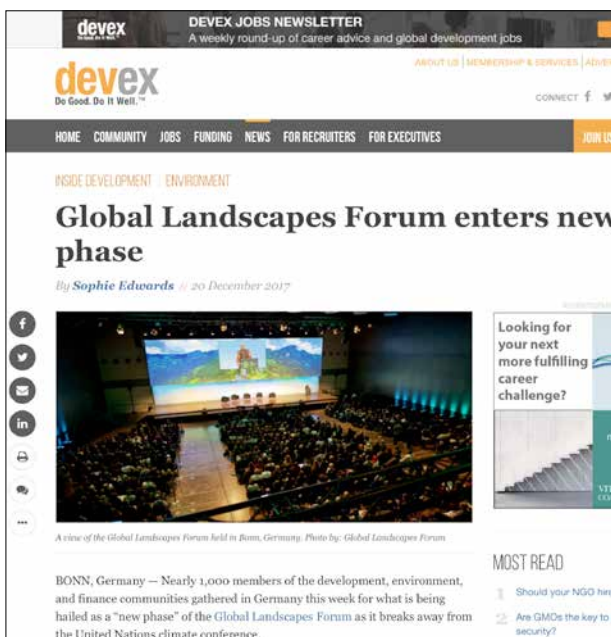 devex
DEVEX JOBS NEWSLETTER
A weekly round-up of career advice and global development jobs
ABOUT US | MEMBERSHIP & SERVICES |
devex
Do Good. Do It Well.™
CONNECT
HOME COMMUNITY JOBS FUNDING NEWS FOR RECRUITERS FOR EXECUTIVES JOIN US
INSIDE DEVELOPMENT | ENVIRONMENT
Global Landscapes Forum enters new
phase
By Sophie Edwards // 20 December 2017
Looking for
your next
more fulfilling
career
challenge?
A view of the Global Landscapes Forum held in Bonn, Germany. Photo by: Global Landscapes Forum
BONN, Germany — Nearly 1,000 members of the development, environment,
and finance communities gathered in Germany this week for what is being
hailed as a “new phase” of the Global Landscapes Forum as it breaks away from
the United Nations climate conference
MOST READ
1 Should your NGO hire
2 Are GMOs the key to
security?